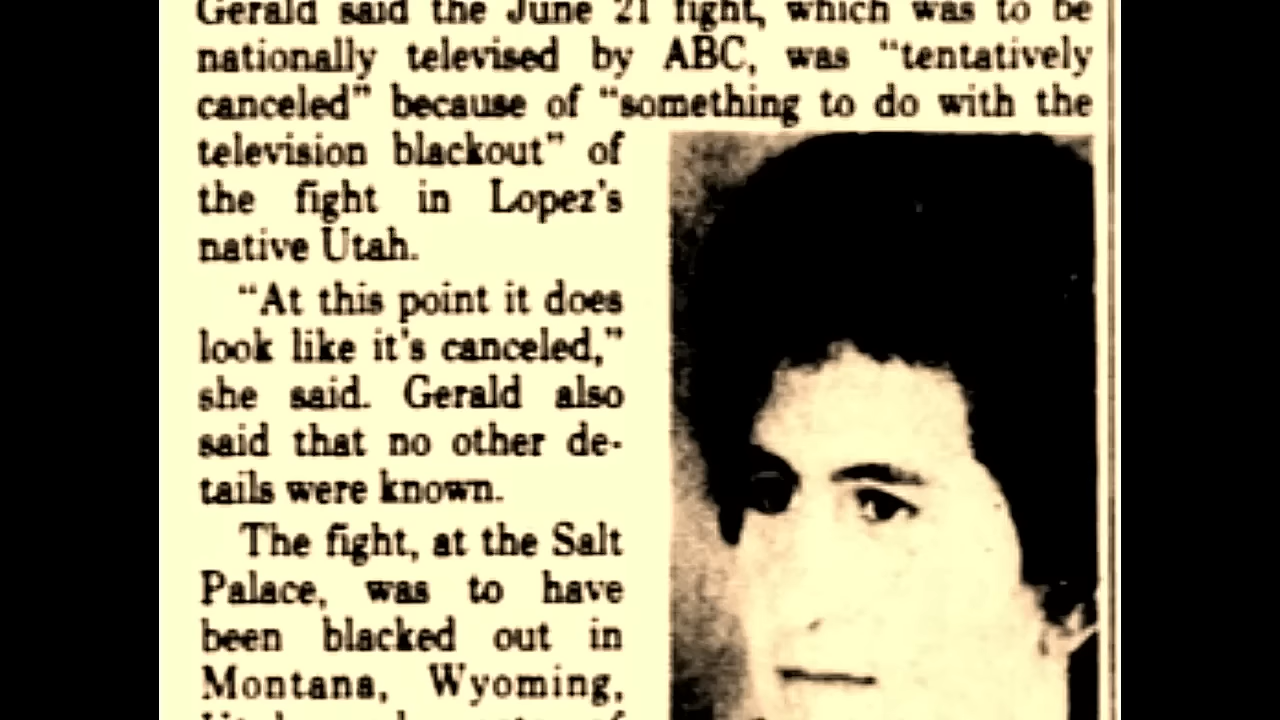 Gerald said the June 21 fight, which was to be
nationally televised by ABC, was “tentatively
canceled” because of “something to do with the
television blackout” of
the fight in Lopez's
native Utah.
“At this point it does
look like it's canceled,”
she said. Gerald also
said that no other de-
tails were known.
The fight, at the Salt
Palace, was to have
been blacked out in
Montana, Wyoming,